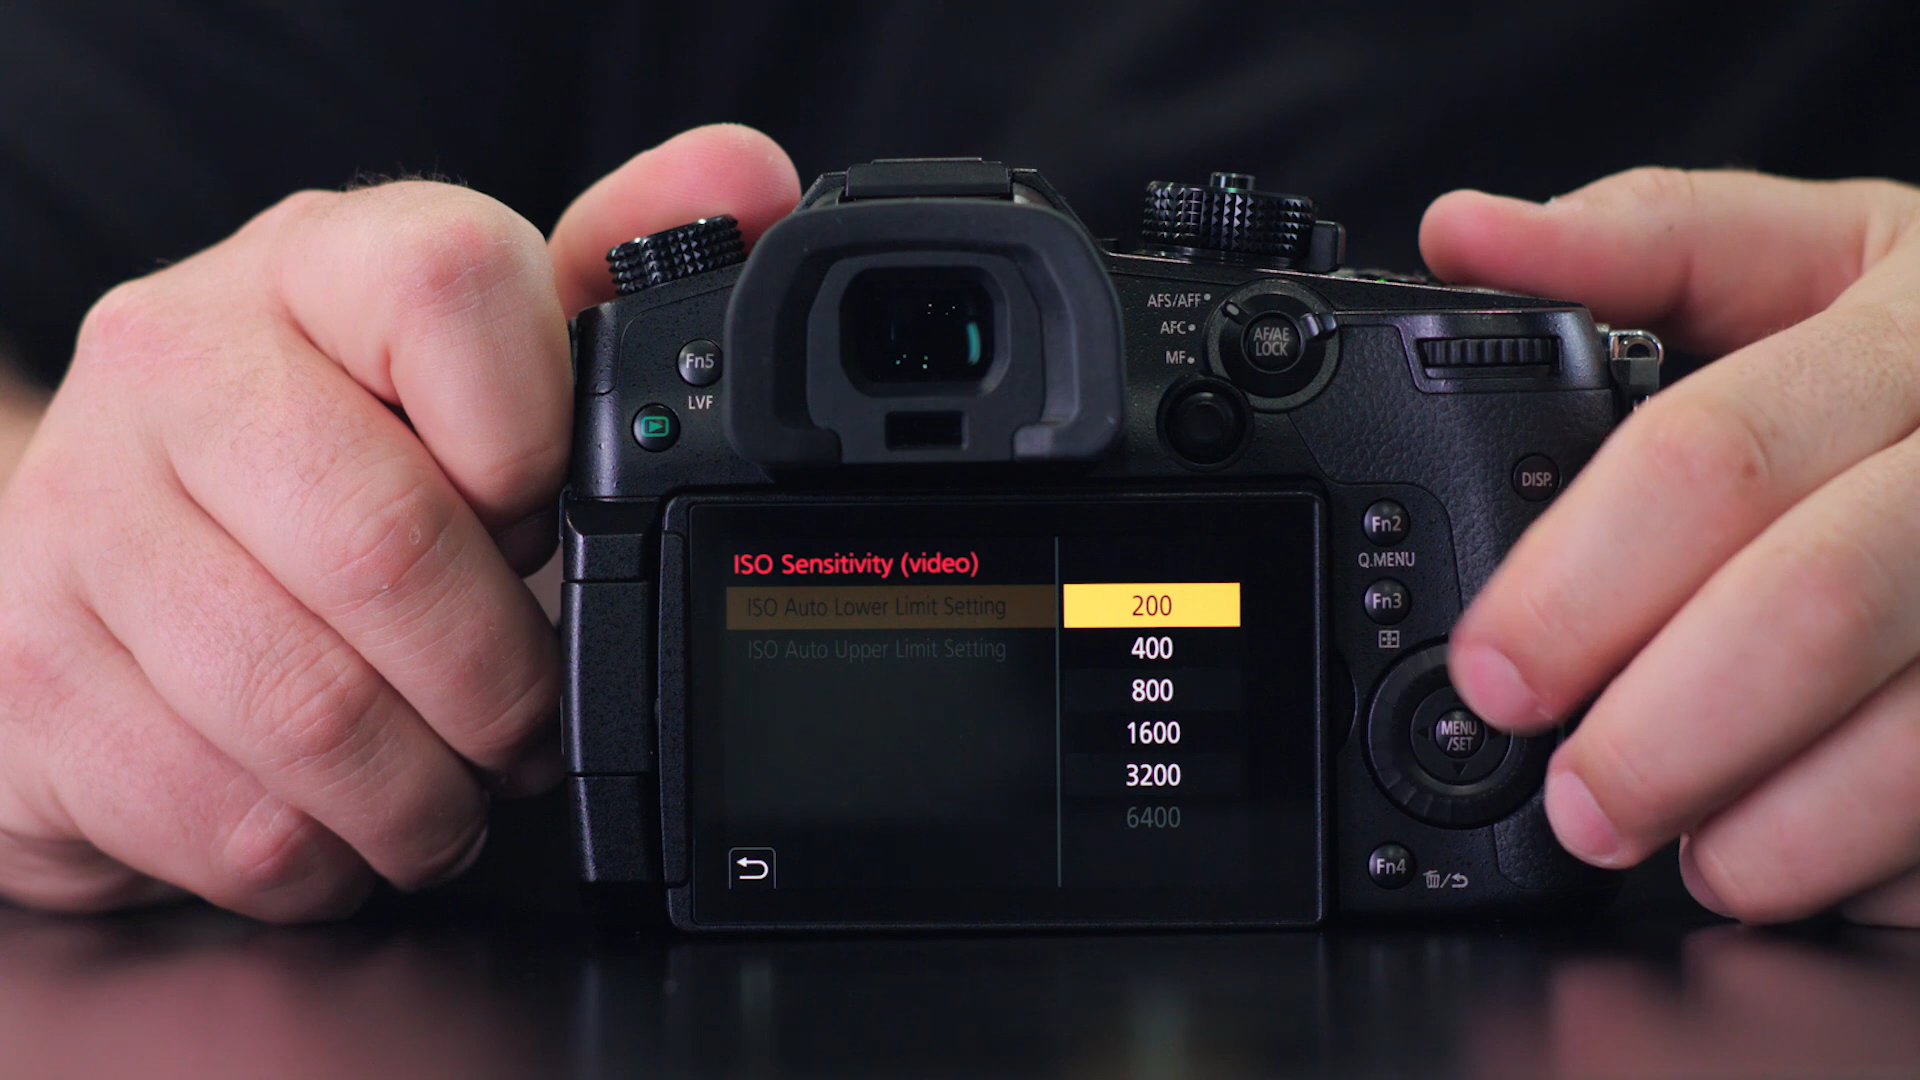 AFS/AFF
AFC
MF
AF/AE
LOCK
Fn5
LVF
DISP.
Fn2
Q.MENU
Fn3
MENU
/SET
Fn4
ISO Sensitivity (video)
ISO Auto Lower Limit Setting
ISO Auto Upper Limit Setting
200
400
800
1600
3200
6400